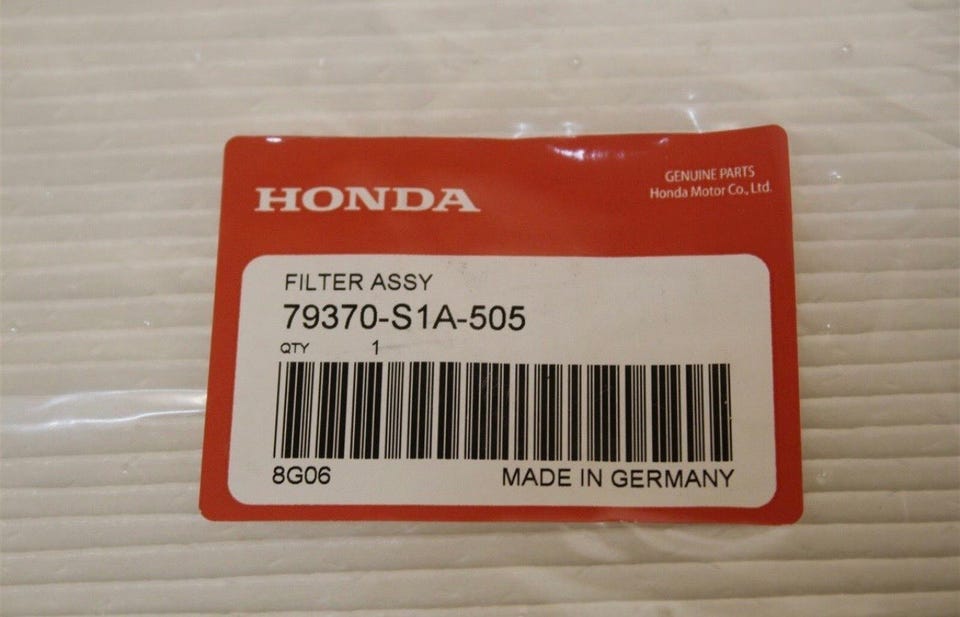 HONDA
GENUINE PARTS
Honda Motor Co., Ltd.
FILTER ASSY
79370-S1A-505
QTY 1
8G06
MADE IN GERMANY